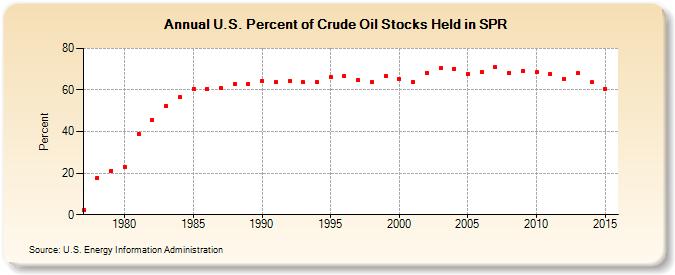 Annual U.S. Percent of Crude Oil Stocks Held in SPR
Percent
80
60
40
20
0
1980 1985 1990 1995 2000 2005 2010 2015
Source: U.S. Energy Information Administration